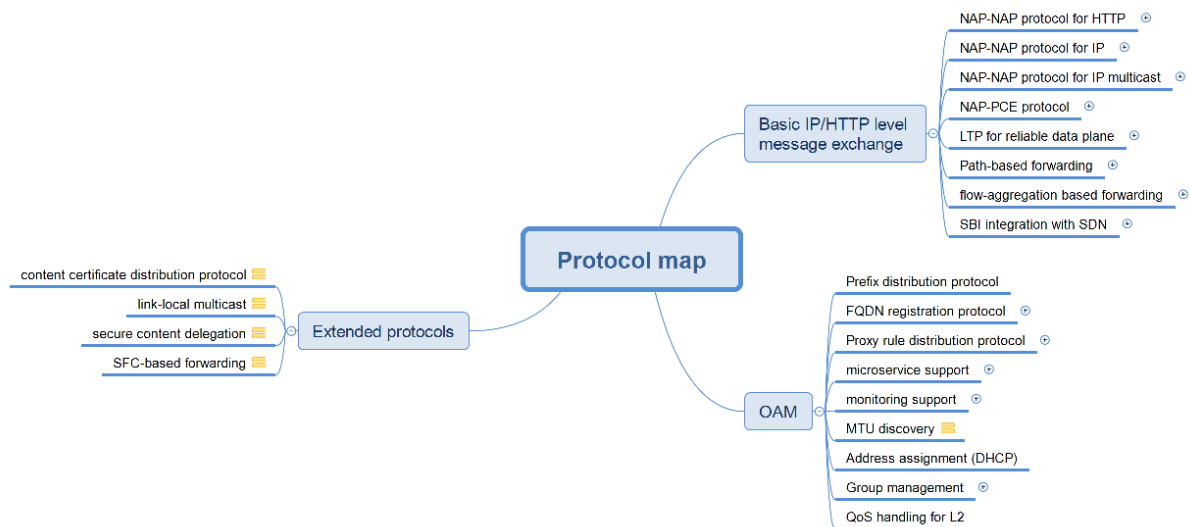 NAP-NAP protocol for HTTP
NAP-NAP protocol for IP
NAP-NAP protocol for IP multicast
NAP-PCE protocol
LTP for reliable data plane
Path-based forwarding
flow-aggregation based forwarding
SBI integration with SDN
Basic IP/HTTP level
message exchange
Protocol map
content certificate distribution protocol
link-local multicast
secure content delegation
SFC-based forwarding
Extended protocols
Prefix distribution protocol
FQDN registration protocol
Proxy rule distribution protocol
microservice support
monitoring support
MTU discovery
Address assignment (DHCP)
Group management
QoS handling for L2
OAM